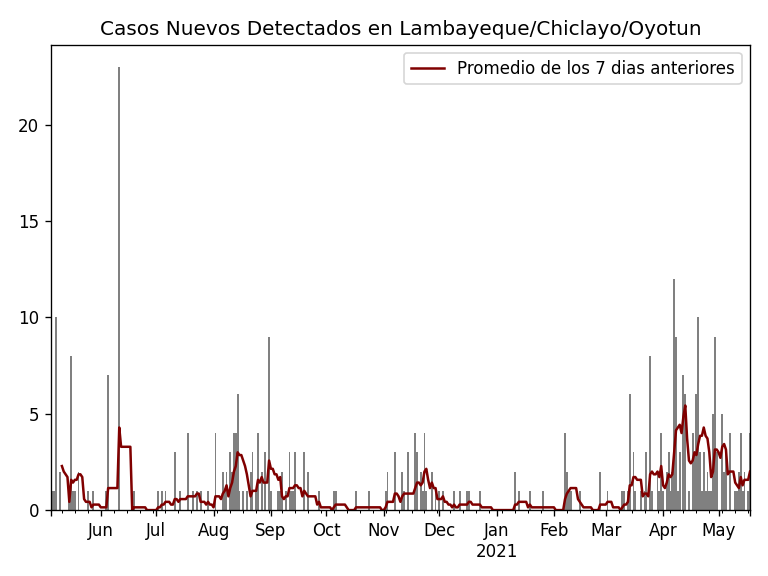 Casos Nuevos Detectados en Lambayeque/Chiclayo/Oyotun
Promedio de los 7 dias anteriores
20
15
10
5
0
Jun Jul Aug Sep Oct Nov Dec Jan Feb Mar Apr May
2021